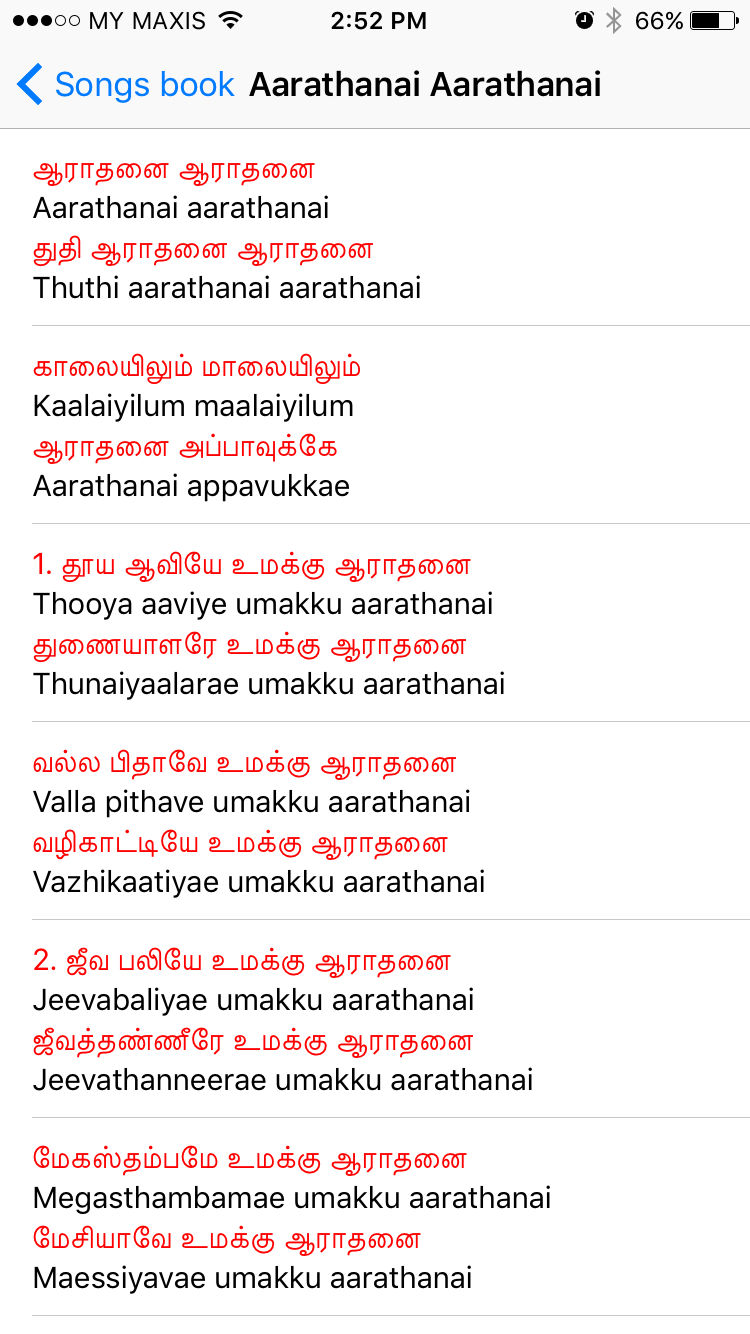 MY MAXIS 2:52 PM 66%
Songs book Aarathanai Aarathanai
ஆராதனை ஆராதனை
Aarathanai aarathanai
துதி ஆராதனை ஆராதனை
Thuthi aarathanai aarathanai
காலையிலும் மாலையிலும்
Kaalaiyilum maalaiyilum
ஆராதனை அப்பாவுக்கே
Aarathanai appavukkae
1. தூய ஆவியே உமக்கு ஆராதனை
Thooya aaviye umakku aarathanai
துணையாளரே உமக்கு ஆராதனை
Thunaiyaalarae umakku aarathanai
வல்ல பிதாவே உமக்கு ஆராதனை
Valla pithave umakku aarathanai
வழிகாட்டியே உமக்கு ஆராதனை
Vazhikaatiyae umakku aarathanai
2. ஜீவ பலியே உமக்கு ஆராதனை
Jeevabaliyae umakku aarathanai
ஜீவத்தண்ணீரே உமக்கு ஆராதனை
Jeevathanneerae umakku aarathanai
மேகஸ்தம்பமே உமக்கு ஆராதனை
Megasthambamae umakku aarathanai
மேசியாவே உமக்கு ஆராதனை
Maessiyavae umakku aarathanai